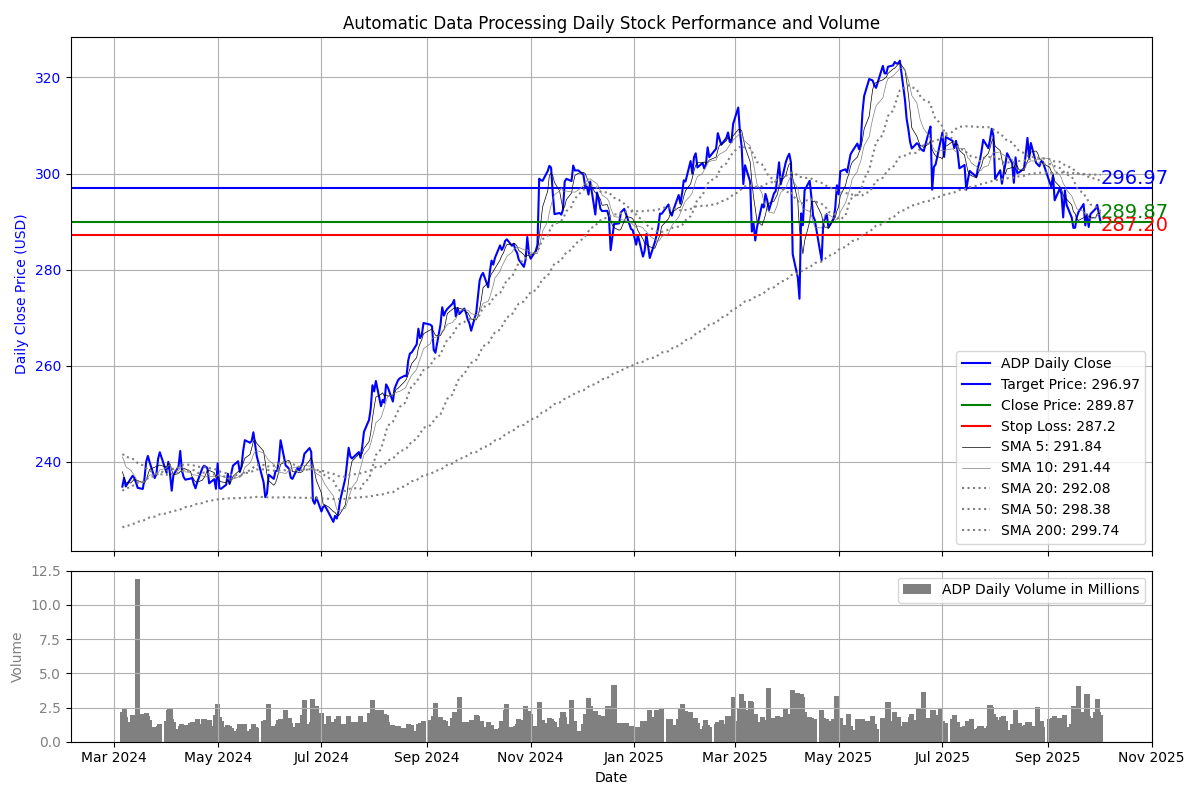 Automatic Data Processing Daily Stock Performance and Volume
Daily Close Price (USD)
320
300
280
260
240
296.97
289.87
287.20
ADP Daily Close
Target Price: 296.97
Close Price: 289.87
Stop Loss: 287.2
SMA 5: 291.84
SMA 10: 291.44
SMA 20: 292.08
SMA 50: 298.38
SMA 200: 299.74
Volume
12.5
10.0
7.5
5.0
2.5
0.0
ADP Daily Volume in Millions
Mar 2024 May 2024 Jul 2024 Sep 2024 Nov 2024 Jan 2025 Mar 2025 May 2025 Jul 2025 Sep 2025 Nov 2025
Date